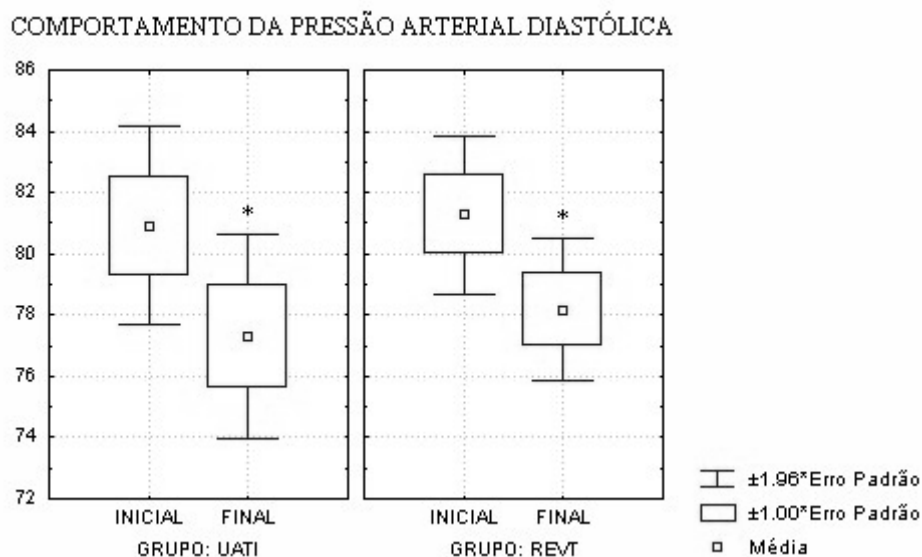 COMPORTAMENTO DA PRESSÃO ARTERIAL DIASTÓLICA
86
84
82
80
78
76
74
72
*
*
INICIAL FINAL
INICIAL FINAL
GRUPO: UATI
GRUPO: REVT
±1.96*Erro Padrão
±1.00*Erro Padrão
Média